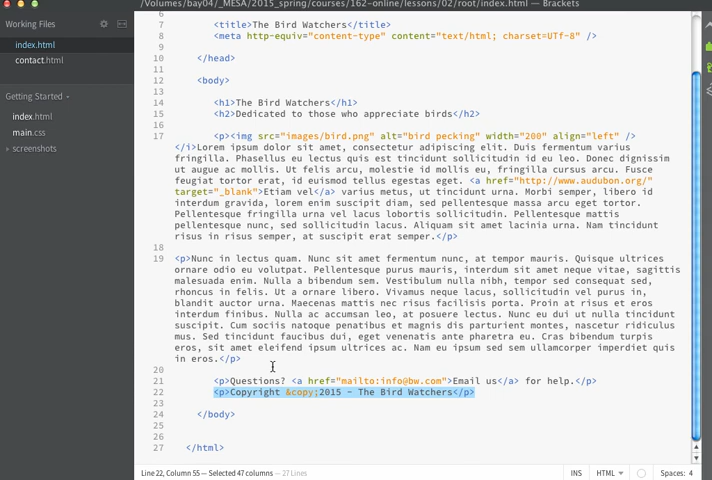 /Volumes/bay04/_MESA/2015_spring/courses/162-online/lessons/02/root/index.html — Brackets
Working Files
index.html
contact.html
Getting Started
index.html
main.css
screenshots
6
7 <title>The Bird Watchers</title>
8 <meta http-equiv="content-type" content="text/html; charset=UTf-8" />
9
10 </head>
11
12 <body>
13
14 <h1>The Bird Watchers</h1>
15 <h2>Dedicated to those who appreciate birds</h2>
16
17 <p><img src="images/bird.png" alt="bird pecking" width="200" align="left" />
</i>Lorem ipsum dolor sit amet, consectetur adipiscing elit. Duis fermentum varius
fringilla. Phasellus eu lectus quis est tincidunt sollicitudin id eu leo. Donec dignissim
ut augue ac mollis. Ut felis arcu, molestie id mollis eu, fringilla cursus arcu. Fusce
feugiat tortor erat, id euismod tellus egestas eget. <a href="http://www.audubon.org/"
target="_blank">Etiam vel</a> varius metus, ut tincidunt urna. Morbi semper, libero id
interdum gravida, lorem enim suscipit diam, sed pellentesque massa arcu eget tortor.
Pellentesque fringilla urna vel lacus lobortis sollicitudin. Pellentesque mattis
pellentesque nunc, sed sollicitudin lacus. Aliquam sit amet lacinia urna. Nam tincidunt
risus in risus semper, at suscipit erat semper.</p>
18
19 <p>Nunc in lectus quam. Nunc sit amet fermentum nunc, at tempor mauris. Quisque ultrices
ornare odio eu volutpat. Pellentesque purus mauris, interdum sit amet neque vitae, sagittis
malesuada enim. Nulla a bibendum sem. Vestibulum nulla nibh, tempor sed consequat sed,
rhoncus in felis. Ut a ornare libero. Vivamus neque lacus, sollicitudin vel purus in,
blandit auctor urna. Maecenas mattis nec risus facilisis porta. Proin at risus et eros
interdum finibus. Nulla ac accumsan leo, at posuere lectus. Nunc eu dui ut nulla tincidunt
suscipit. Cum sociis natoque penatibus et magnis dis parturient montes, nascetur ridiculus
mus. Sed tincidunt faucibus dui, eget venenatis ante pharetra eu. Cras bibendum turpis
eros, sit amet eleifend ipsum ultrices ac. Nam eu ipsum sed sem ullamcorper imperdiet quis
in eros.</p>
20
21 <p>Questions? <a href="mailto:info@bw.com">Email us</a> for help.</p>
22 <p>Copyright &copy;2015 - The Bird Watchers</p>
23
24 </body>
25
26
27 </html>
Line 22, Column 55 — Selected 47 columns — 27 Lines
INS
HTML
Spaces: 4